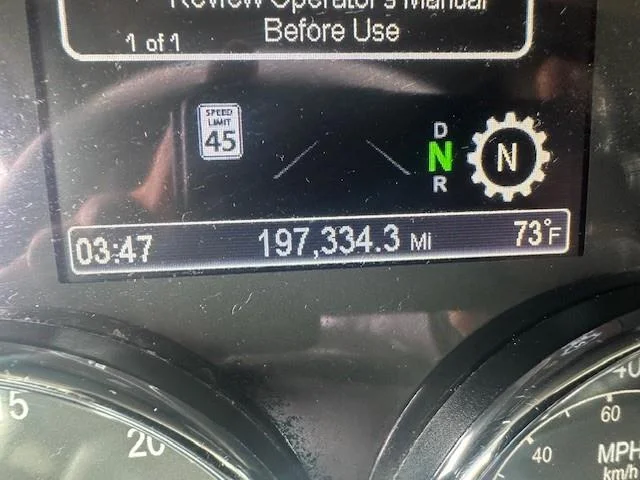 Review Operator's Manual
Before Use
1 of 1
SPEED
LIMIT
45
D
N
R
N
03:47
197,334.3 Mi
73°F
15
20
40
60
40
MPH
km/h